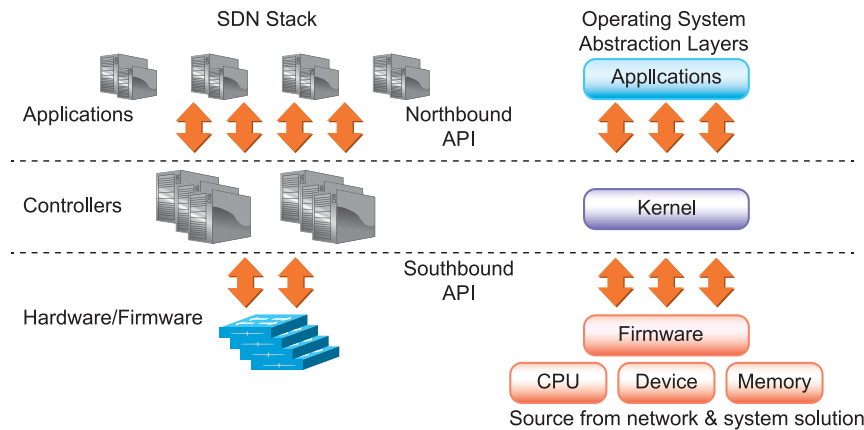 SDN Stack
Operating System
Abstraction Layers
Applications
Applications
Northbound
API
Controllers
Kernel
Southbound
API
Hardware/Firmware
Firmware
CPU
Device
Memory
Source from network & system solution